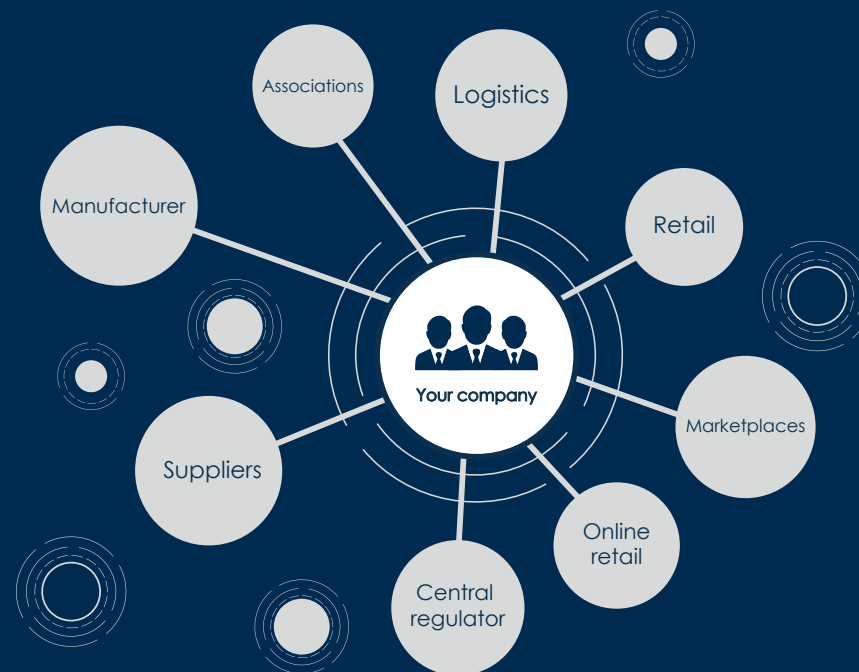 Associations
Logistics
Manufacturer
Retail
Your company
Marketplaces
Suppliers
Online
retail
Central
regulator